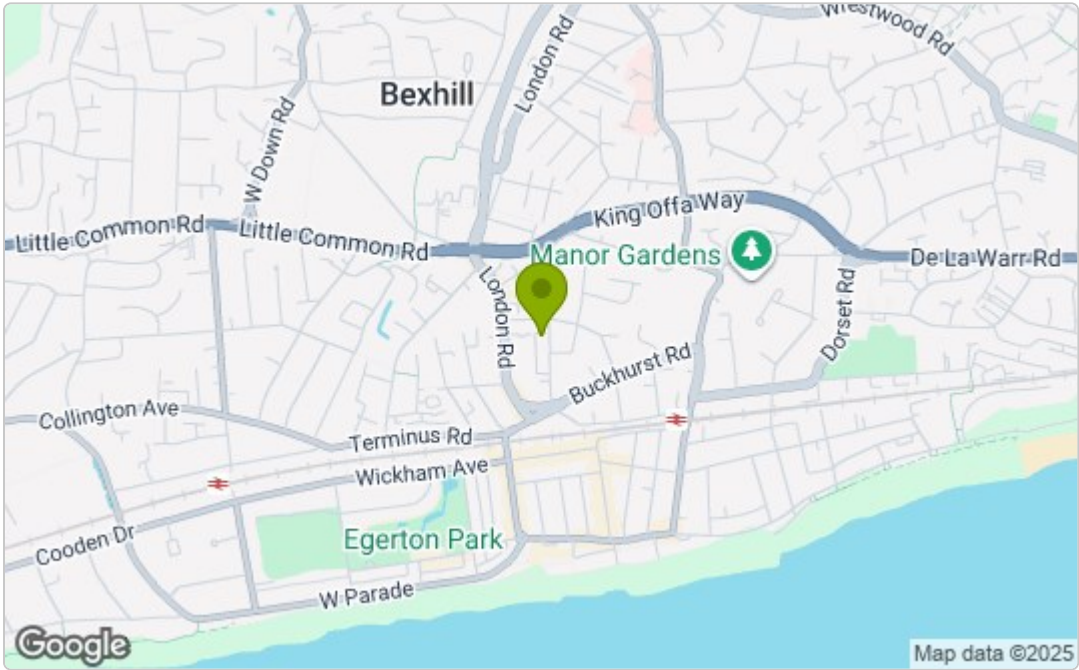 Wrestwood Rd
London Rd
Bexhill
W Down Rd
King Offa Way
Little Common Rd
Little Common Rd
Manor Gardens
De La Warr Rd
London Rd
Dorset Rd
Buckhurst Rd
Collington Ave
Terminus Rd
Wickham Ave
Egerton Park
Cooden Dr
W Parade
Google
Map data ©2025